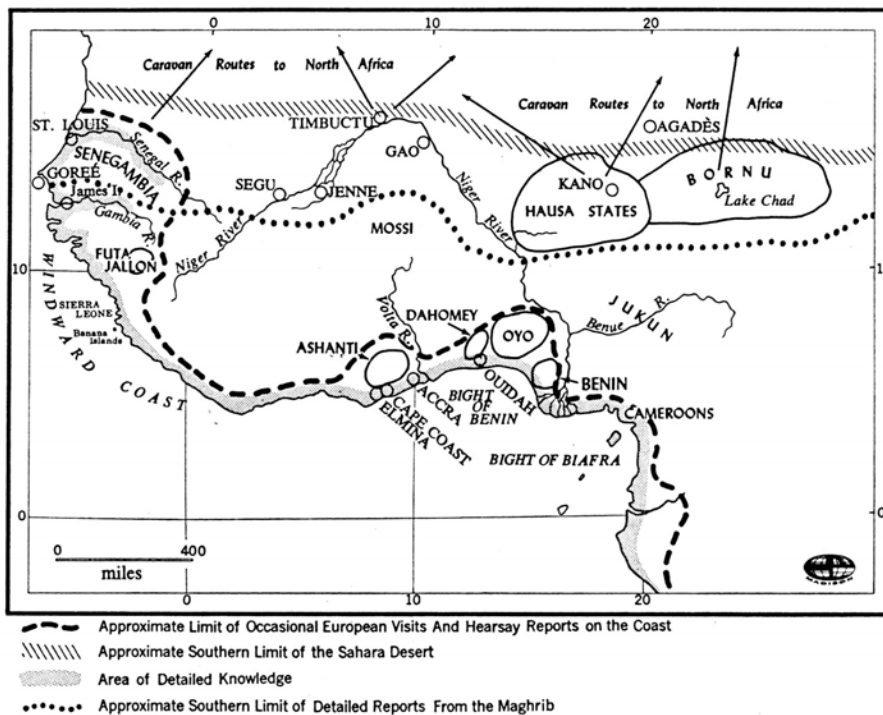 0
10
20
Caravan Routes to North Africa
Caravan Routes to North Africa
ST. LOUIS
Senegal R.
TIMBUCTU
AGADÈS
GAO
SENEGAMBIA
GOREÉ
James I.
SEGU
JENNE
KANO
BORNU
Lake Chad
HAUSA STATES
Gambia R.
Niger River
Niger River
MOSSI
FUTA
JALLON
10
1
WINDWARD COAST
SIERRA
LEONE
Banana
Islands
Volta R.
DAHOMEY
OYO
JUKUN
Benue R.
ASHANTI
BENIN
OUIDAH
ACCRA
CAPE COAST
ELMINA
BIGHT
OF
BENIN
CAMEROONS
BIGHT OF BIAFRA
0
0
0 400
miles
MADISON
0
10
20
Approximate Limit of Occasional European Visits And Hearsay Reports on the Coast
Approximate Southern Limit of the Sahara Desert
Area of Detailed Knowledge
Approximate Southern Limit of Detailed Reports From the Maghrib